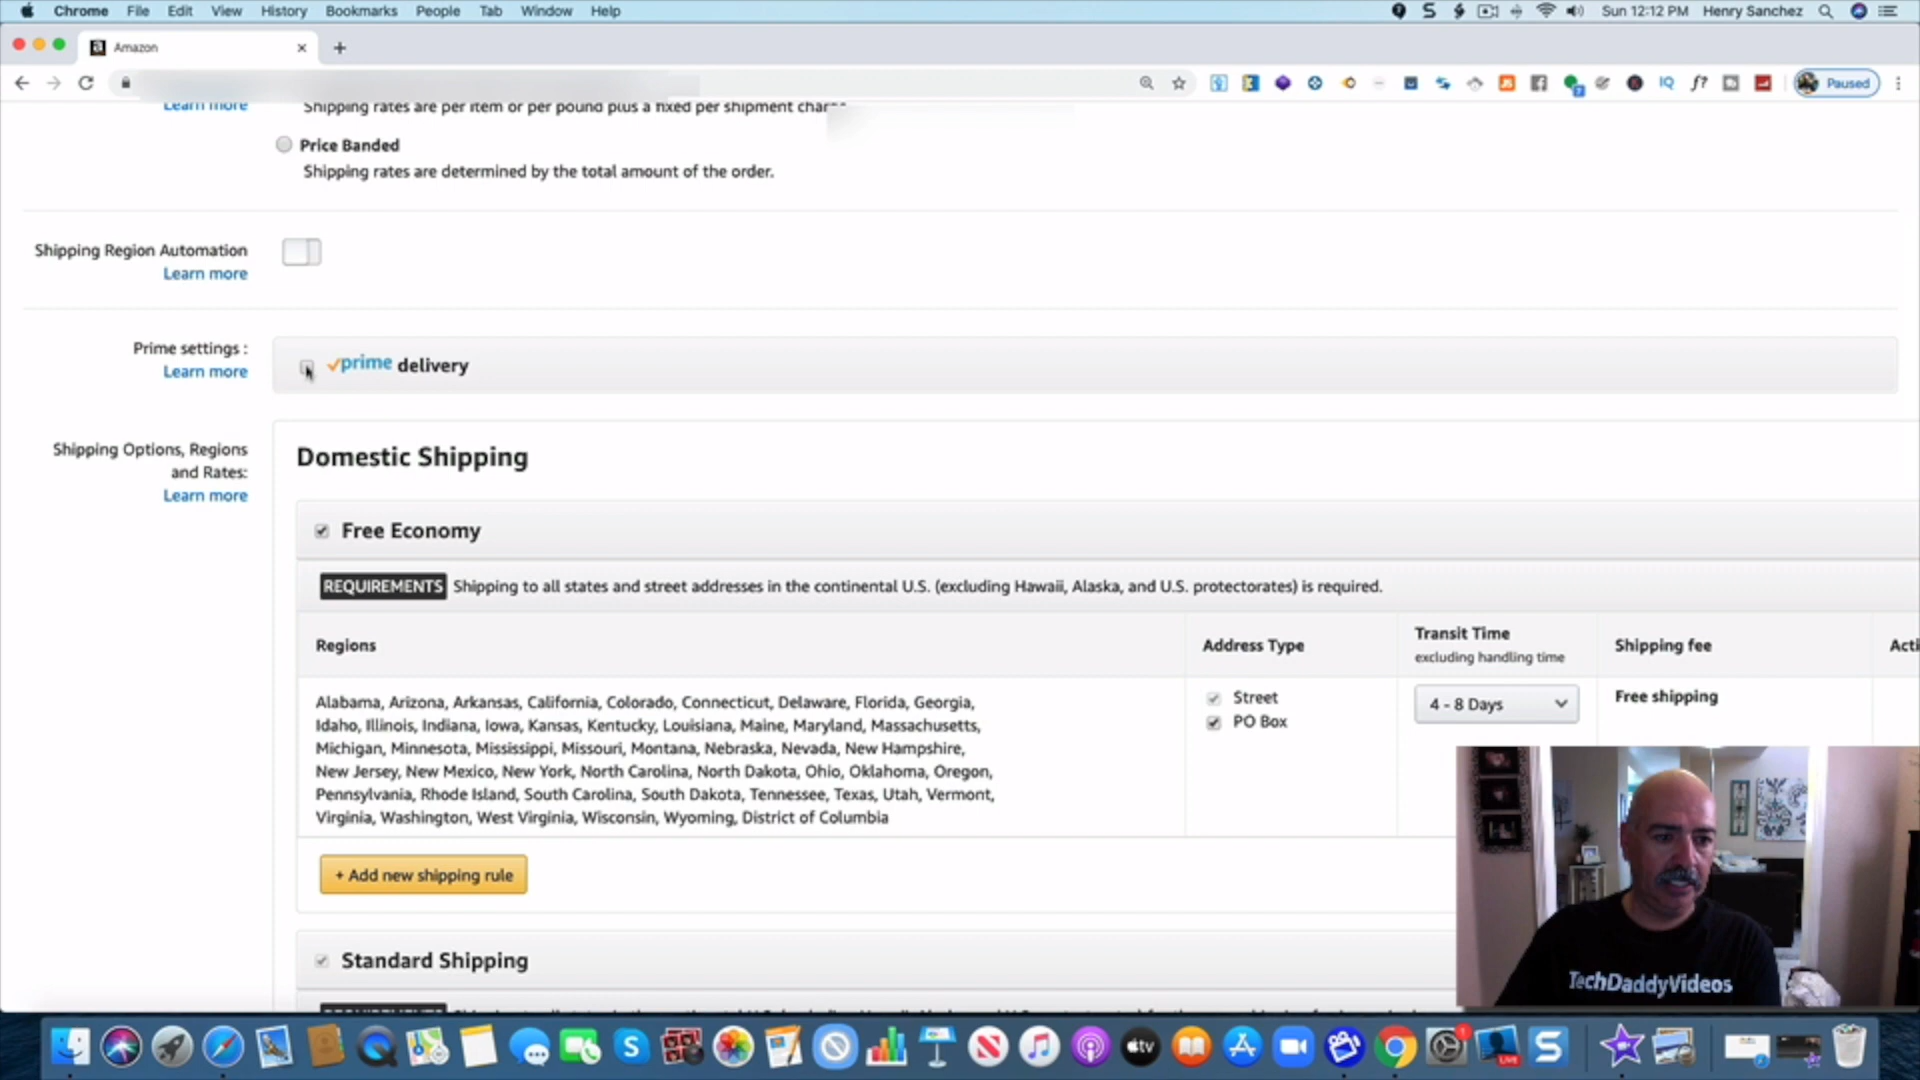 Chrome File Edit View History Bookmarks People Tab Window Help
Sun 12:12 PM Henry Sanchez
Amazon
Paused
Learn more
Shipping rates are per item or per pound plus a fixed per shipment
Price Banded
Shipping rates are determined by the total amount of the order.
Shipping Region Automation
Learn more
Prime settings :
Learn more
prime delivery
Shipping Options, Regions
and Rates:
Learn more
Domestic Shipping
Free Economy
REQUIREMENTS Shipping to all states and street addresses in the continental U.S. (excluding Hawaii, Alaska, and U.S. protectorates) is required.
Regions
Address Type
Transit Time
excluding handling time
Shipping fee
Acti
Alabama, Arizona, Arkansas, California, Colorado, Connecticut, Delaware, Florida, Georgia,
Idaho, Illinois, Indiana, Iowa, Kansas, Kentucky, Louisiana, Maine, Maryland, Massachusetts,
Michigan, Minnesota, Mississippi, Missouri, Montana, Nebraska, Nevada, New Hampshire,
New Jersey, New Mexico, New York, North Carolina, North Dakota, Ohio, Oklahoma, Oregon,
Pennsylvania, Rhode Island, South Carolina, South Dakota, Tennessee, Texas, Utah, Vermont,
Virginia, Washington, West Virginia, Wisconsin, Wyoming, District of Columbia
Street
PO Box
4 - 8 Days
Free shipping
+ Add new shipping rule
Standard Shipping
TechDaddyVideos
tv